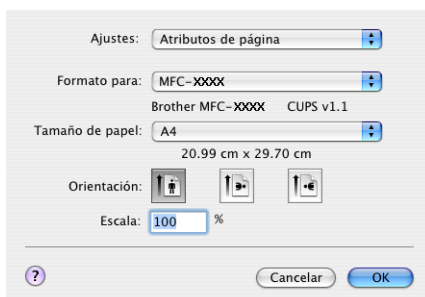 Ajustes: Atributos de página
Formato para: MFC-XXXX
Brother MFC-XXXX CUPS v1.1
Tamaño de papel: A4
20.99 cm x 29.70 cm
Orientación:
Escala: 100 %
? Cancelar OK